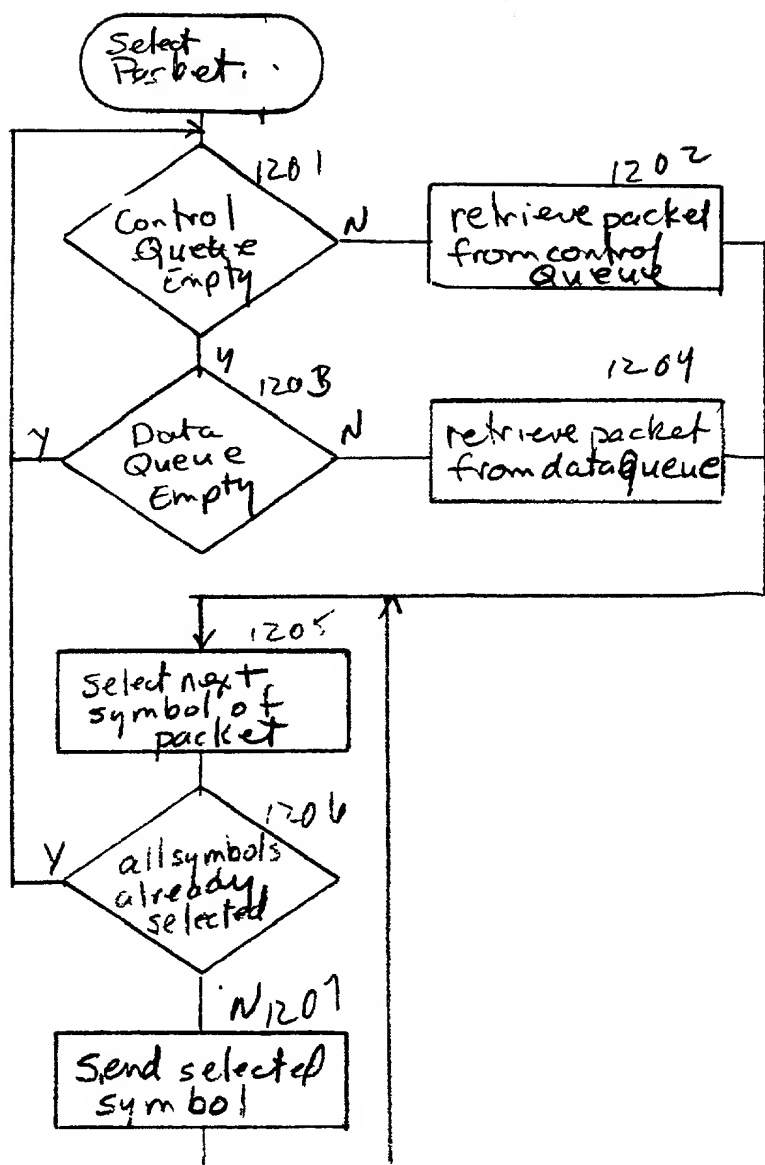 Select
Packet..
1201
Control
Queue
Empty
N
1202
retrieve packet
from control
Queue
Y
1203
Data
Queue
Empty
Y
N
1204
retrieve packet
from data Queue
1205
select next
symbol of
packet
1206
all symbols
already
selected
Y
N
1207
Send selected
symbol